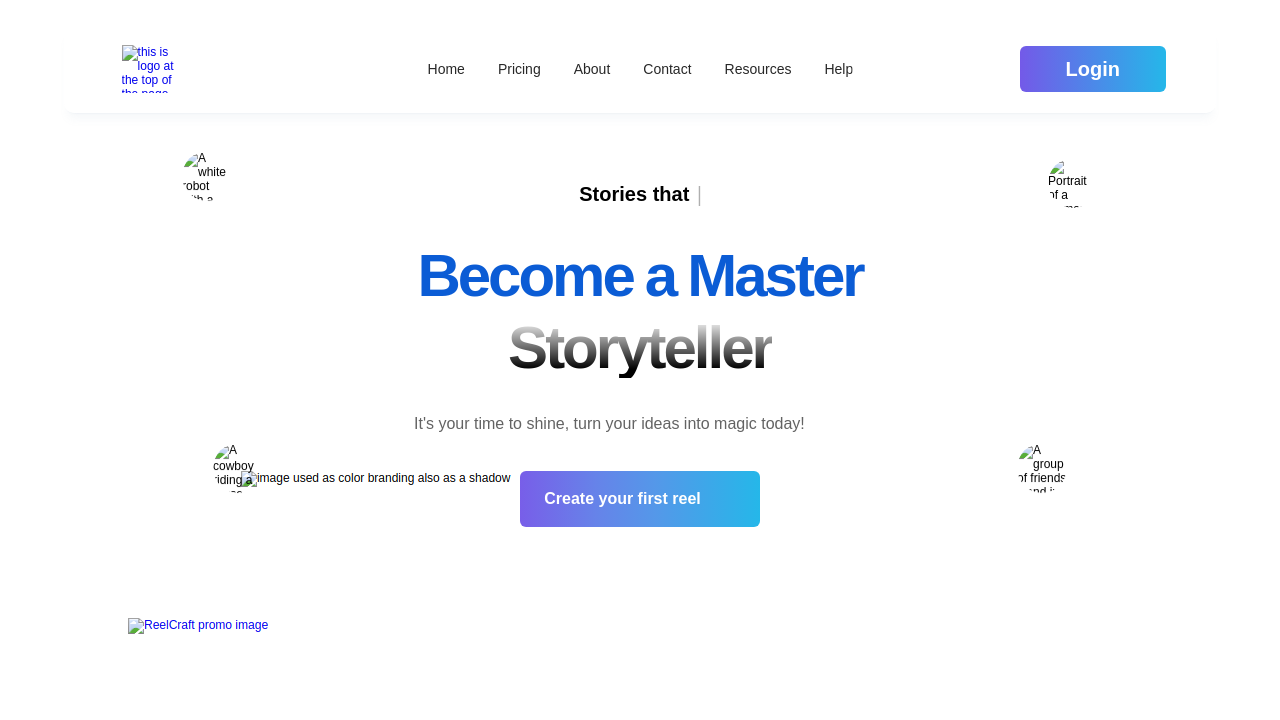 this is
logo at
the top of
the page
Home
Pricing
About
Contact
Resources
Help
Login
A
white
robot
with a
Portrait
of a
Stories that |
Become a Master
Storyteller
It's your time to shine, turn your ideas into magic today!
A
cowboy
riding a
image used as color branding also as a shadow
Create your first reel
A
group
of friends
ReelCraft promo image